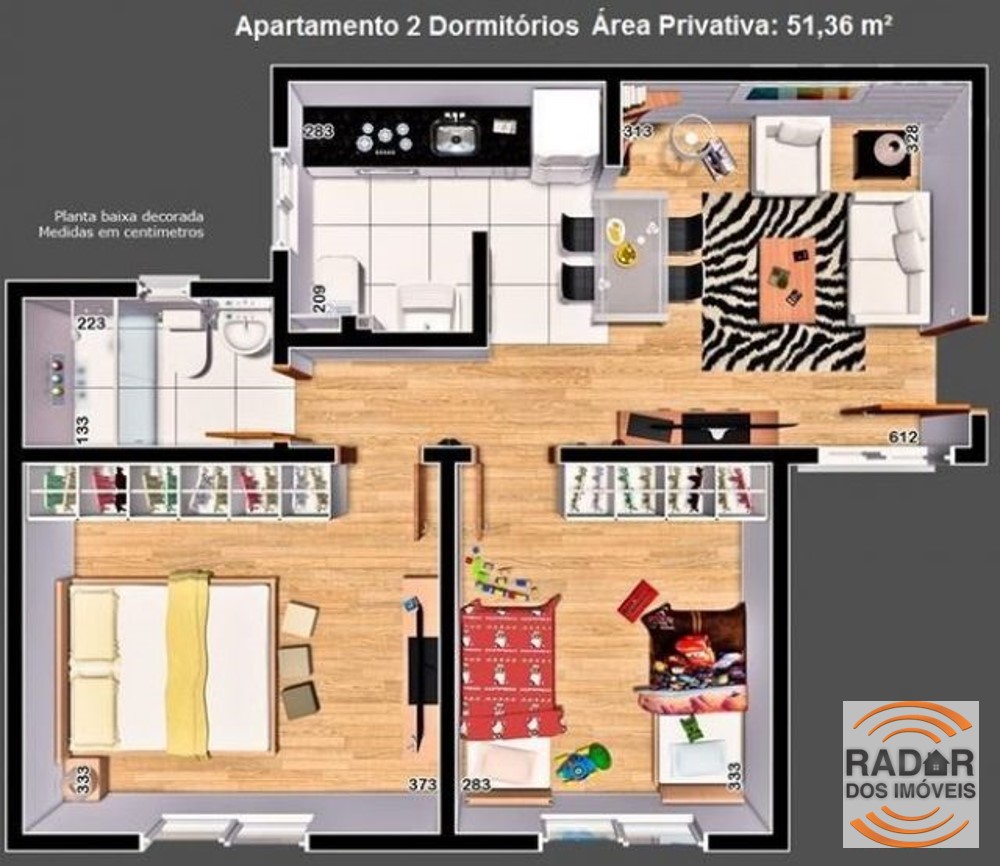 Apartamento 2 Dormitórios Área Privativa: 51,36 m²
283
313
328
Planta baixa decorada
Medidas em centímetros
209
223
133
612
333
373
283
333
RADAR
DOS IMÓVEIS